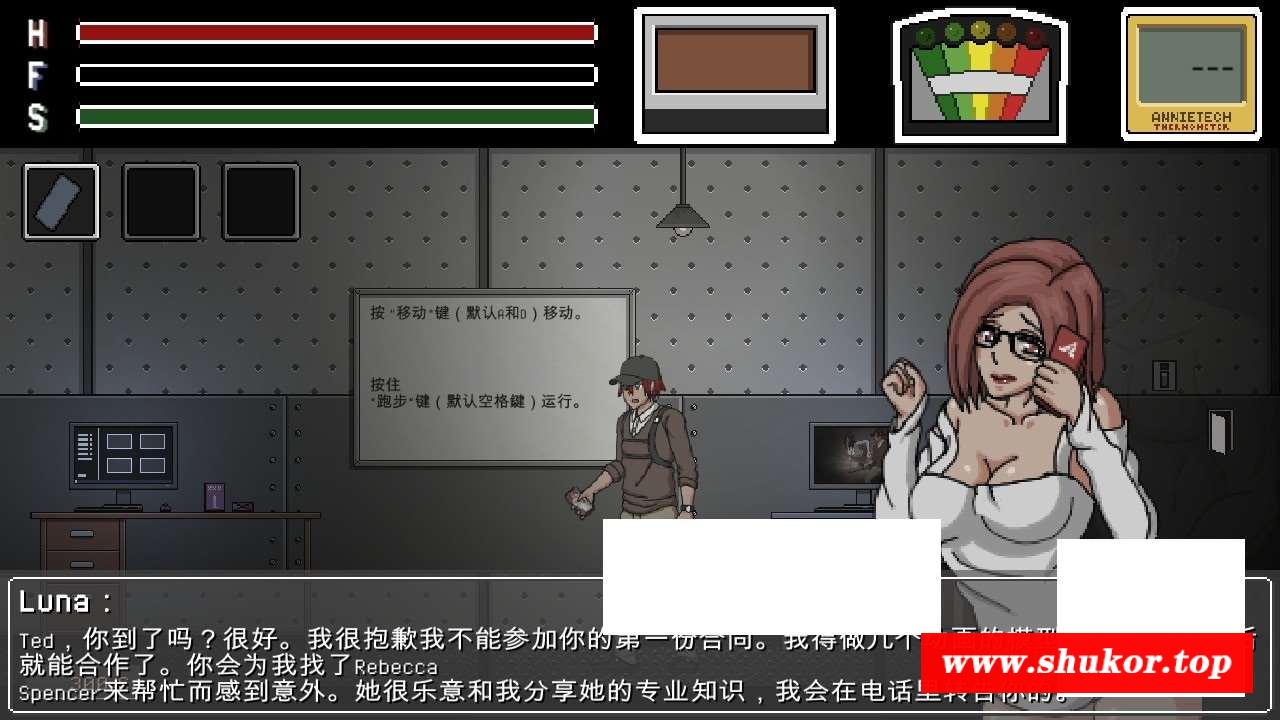 H
F
S
---
ANNIETECH
THERMOMETER
按"移动"键(默认A和D)移动。
按住
"跑步"键(默认空格鍵)运行。
Luna:
Ted,你到了吗?很好。我很抱歉我不能参加你的第一份合同。我得做几个
就能合作了。你会为我找了Rebecca
Spencer来帮忙而感到意外。她很乐意和我分享她的专业知识,我会在电话里转告你的。
www.shukor.top